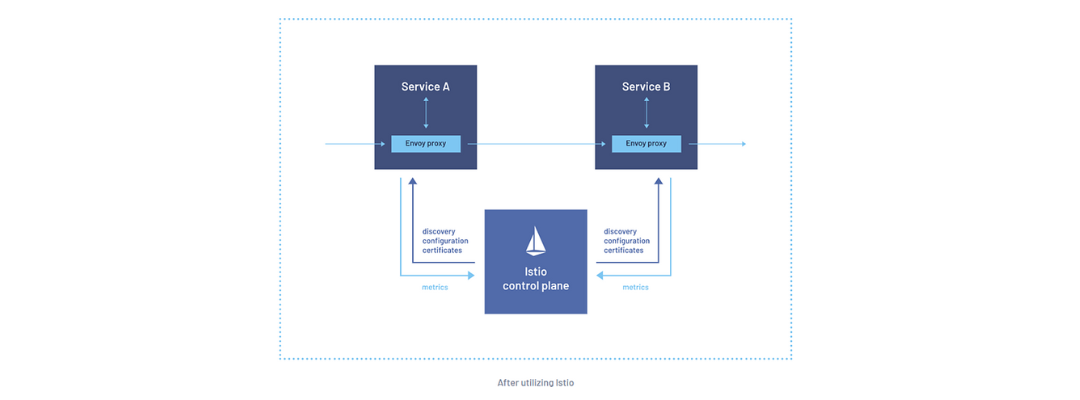 Service A
Service B
Envoy proxy
Envoy proxy
discovery
configuration
certificates
discovery
configuration
certificates
Istio
control plane
metrics
metrics
After utilizing Istio